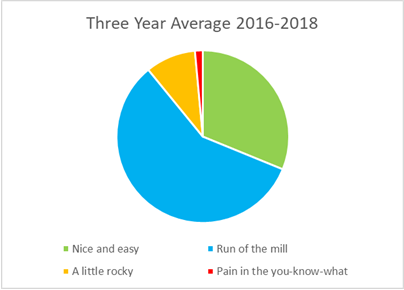 Three Year Average 2016-2018
Nice and easy
Run of the mill
A little rocky
Pain in the you-know-what